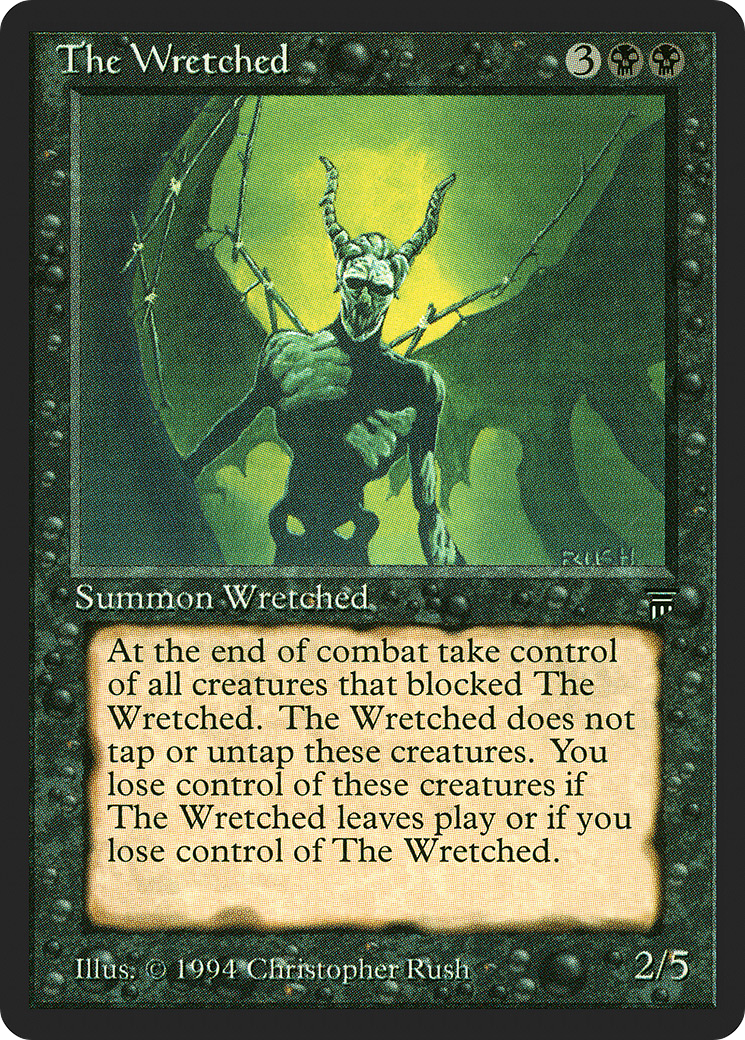 The Wretched 3
RUSH
Summon Wretched
At the end of combat take control
of all creatures that blocked The
Wretched. The Wretched does not
tap or untap these creatures. You
lose control of these creatures if
The Wretched leaves play or if you
lose control of The Wretched.
Illus: © 1994 Christopher Rush 2/5